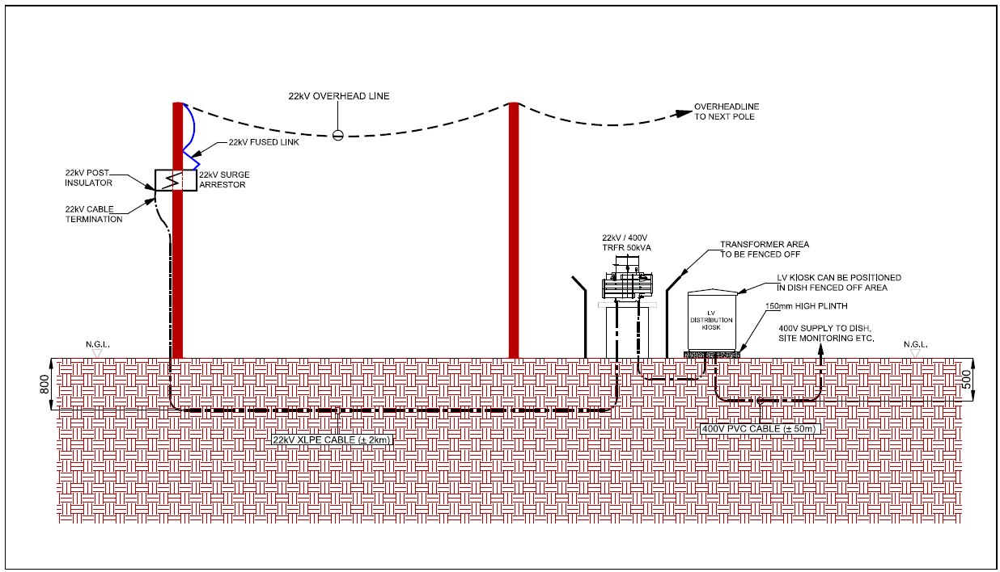 22kV OVERHEAD LINE
OVERHEADLINE
TO NEXT POLE
22kV FUSED LINK
22kV POST
INSULATOR
22kV SURGE
ARRESTOR
22kV CABLE
TERMINATION
22kV / 400V
TRFR 50kVA
TRANSFORMER AREA
TO BE FENCED OFF
LV KIOSK CAN BE POSITIONED
IN DISH FENCED OFF AREA
150mm HIGH PLINTH
LV
DISTRIBUTION
KIOSK
400V SUPPLY TO DISH,
SITE MONITORING ETC.
N.G.L.
N.G.L.
800
500
400V PVC CABLE (± 50m)
22kV XLPE CABLE (± 2km)